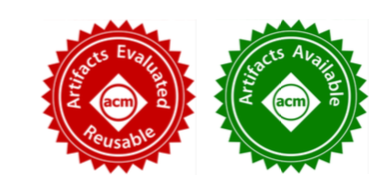 Artifacts Evaluated
acm
Reusable
Artifacts Available
acm